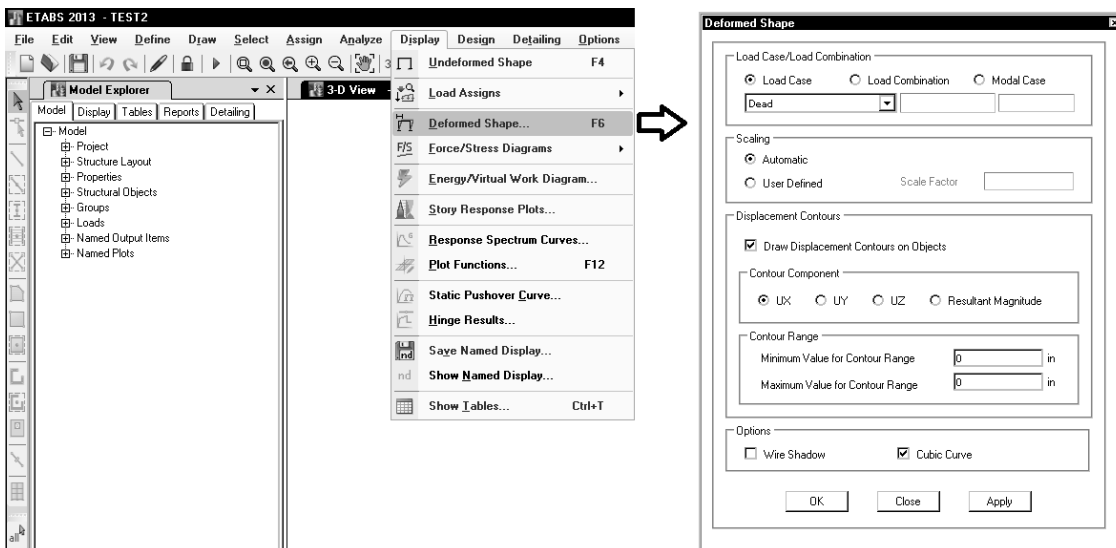 ETABS 2013 - TEST2
File Edit View Define Draw Select Assign Analyze Display Design Detailing Options
3
Model Explorer
3-D View
Model Display Tables Reports Detailing
Model
Project
Structure Layout
Properties
Structural Objects
Groups
Loads
Named Output Items
Named Plots
all
Undeformed Shape F4
Load Assigns
Deformed Shape... F6
F/S Force/Stress Diagrams
Energy/Virtual Work Diagram...
Story Response Plots...
Response Spectrum Curves...
Plot Functions... F12
Static Pushover Curve...
Hinge Results...
nd Save Named Display...
nd Show Named Display...
Show Tables... Ctrl+T
Deformed Shape
Load Case/Load Combination
Load Case Load Combination Modal Case
Dead
Scaling
Automatic
User Defined Scale Factor
Displacement Contours
Draw Displacement Contours on Objects
Contour Component
UX UY UZ Resultant Magnitude
Contour Range
Minimum Value for Contour Range 0 in
Maximum Value for Contour Range 0 in
Options
Wire Shadow Cubic Curve
OK Close Apply